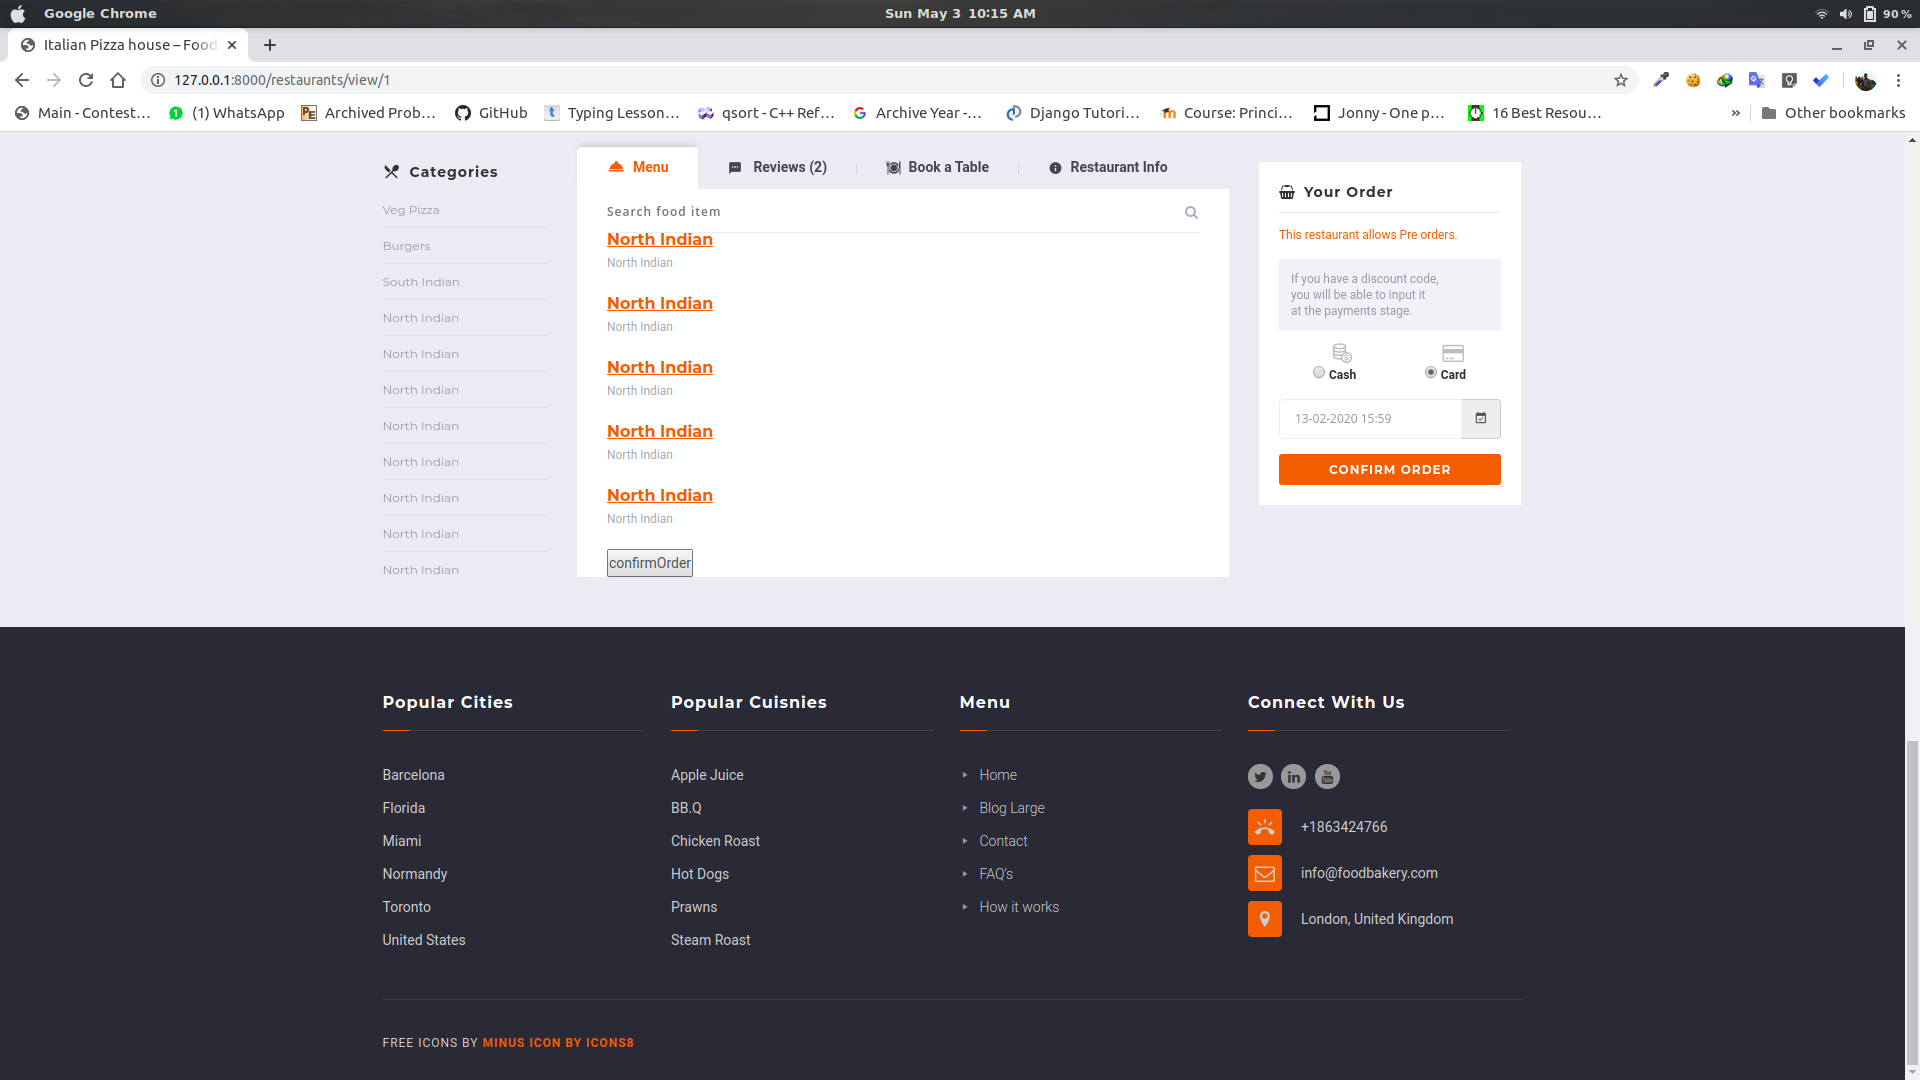 Google Chrome
Sun May 3 10:15 AM
90 %
Italian Pizza house – Food
127.0.0.1:8000/restaurants/view/1
Main - Contest...
(1) WhatsApp
Archived Prob...
GitHub
Typing Lesson...
qsort - C++ Ref...
Archive Year -...
Django Tutori...
Course: Princi...
Jonny - One p...
16 Best Resou...
»
Other bookmarks
Categories
Veg Pizza
Burgers
South Indian
North Indian
North Indian
North Indian
North Indian
North Indian
North Indian
North Indian
North Indian
Menu
Reviews (2)
Book a Table
Restaurant Info
Search food item
North Indian
North Indian
North Indian
North Indian
North Indian
North Indian
North Indian
North Indian
North Indian
North Indian
confirmOrder
Your Order
This restaurant allows Pre orders.
If you have a discount code,
you will be able to input it
at the payments stage.
Cash
Card
13-02-2020 15:59
CONFIRM ORDER
Popular Cities
Barcelona
Florida
Miami
Normandy
Toronto
United States
Popular Cuisnies
Apple Juice
BB.Q
Chicken Roast
Hot Dogs
Prawns
Steam Roast
Menu
Home
Blog Large
Contact
FAQ's
How it works
Connect With Us
+1863424766
info@foodbakery.com
London, United Kingdom
FREE ICONS BY MINUS ICON BY ICONS8